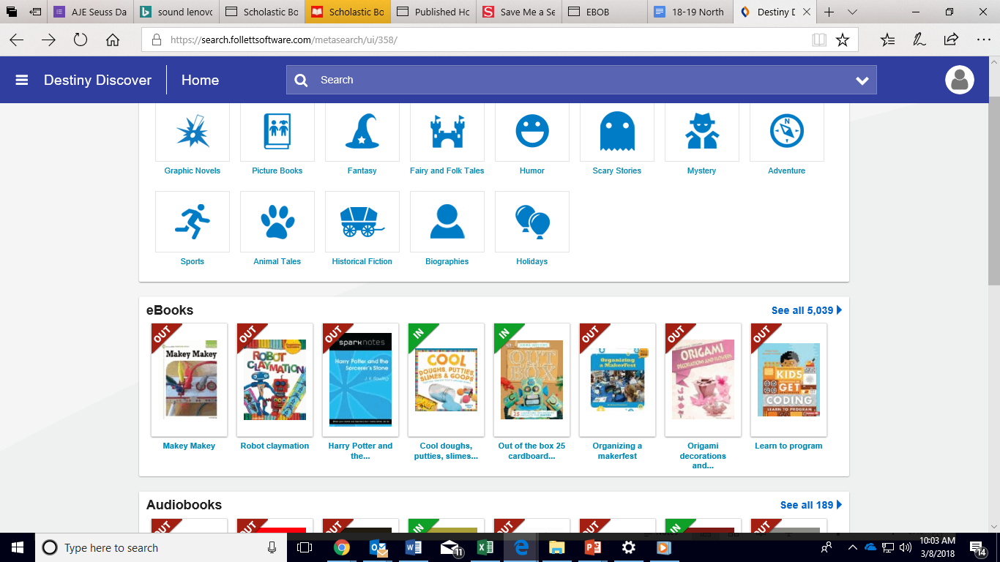 AJE Seuss Da
sound lenovo
Scholastic Bo
Scholastic Bo
Published Ho
Save Me a Se
EBOB
18-19 North
Destiny D
https://search.follettsoftware.com/metasearch/ui/358/
Destiny Discover
Home
Search
N
Graphic Novels
Picture Books
Fantasy
Fairy and Folk Tales
Humor
Scary Stories
Mystery
Adventure
Sports
Animal Tales
Historical Fiction
Biographies
Holidays
eBooks
See all 5,039
OUT
OUT
OUT
IN
IN
OUT
OUT
OUT
Makey Makey
ROBOT
CLAYMATION
sparknotes
Harry Potter and the
Sorcerer's Stone
J. K. Rowling
COOL
DOUGHS, PUTTIES,
SLIMES & GOOPS
OUT
BOX
Organizing
a MakerFest
ORIGAMI
DECORATIONS AND FLOWERS
KIDS
GET
CODING
LEARN TO PROGRAM
Makey Makey
Robot claymation
Harry Potter and
the...
Cool doughs,
putties, slimes...
Out of the box 25
cardboard...
Organizing a
makerfest
Origami
decorations
and...
Learn to program
Audiobooks
See all 189
OUT
OUT
OUT
IN
OUT
OUT
IN
OUT
Type here to search
11
10:03 AM
3/8/2018
14